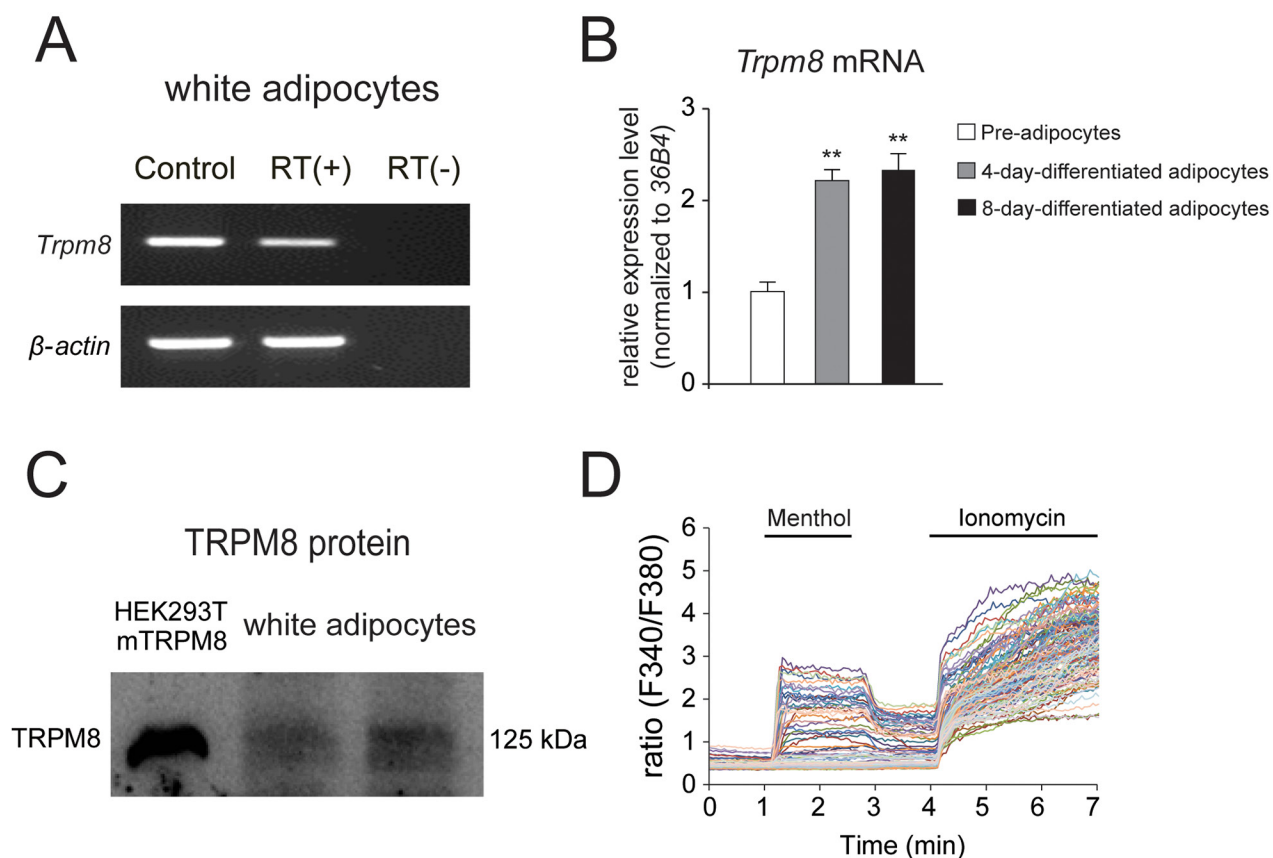 A
white adipocytes
Control RT(+) RT(-)
Trpm8
β-actin
B
Trpm8 mRNA
relative expression level
(normalized to 36B4)
3
2
1
0
** **
Pre-adipocytes
4-day-differentiated adipocytes
8-day-differentiated adipocytes
C
TRPM8 protein
HEK293T
mTRPM8 white adipocytes
TRPM8 125 kDa
D
Menthol Ionomycin
ratio (F340/F380)
6
5
4
3
2
1
0
0 1 2 3 4 5 6 7
Time (min)